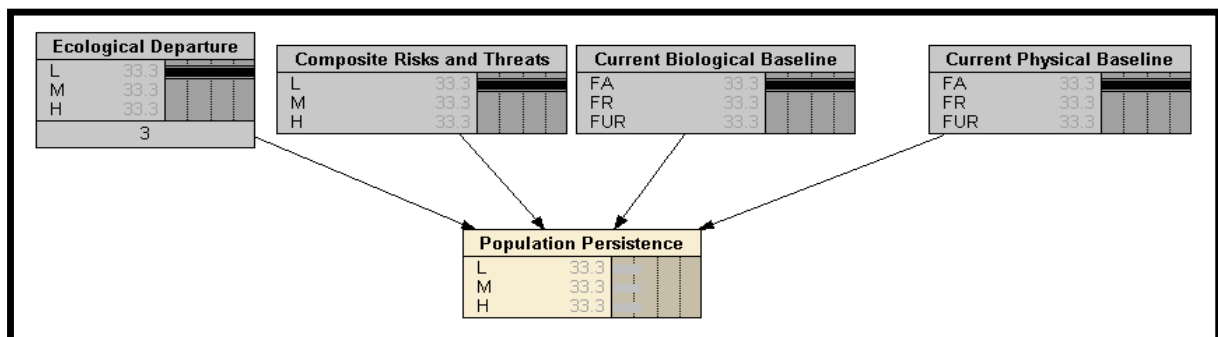 Ecological Departure
L 33.3
M 33.3
H 33.3
3
Composite Risks and Threats
L 33.3
M 33.3
H 33.3
Current Biological Baseline
FA 33.3
FR 33.3
FUR 33.3
Current Physical Baseline
FA 33.3
FR 33.3
FUR 33.3
Population Persistence
L 33.3
M 33.3
H 33.3